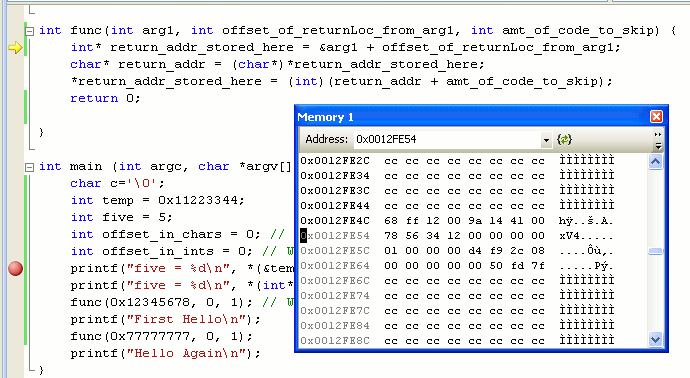 int func(int arg1, int offset_of_returnLoc_from_arg1, int amt_of_code_to_skip) {
int* return_addr_stored_here = &arg1 + offset_of_returnLoc_from_arg1;
char* return_addr = (char*)*return_addr_stored_here;
*return_addr_stored_here = (int)(return_addr + amt_of_code_to_skip);
return 0;
}
int main (int argc, char *argv[]
char c='\0';
int temp = 0x11223344;
int five = 5;
int offset_in_chars = 0; //
int offset_in_ints = 0; // W
printf("five = %d\n", *(&tem
printf("five = %d\n", *(int*
func(0x12345678, 0, 1); // W
printf("First Hello\n");
func(0x77777777, 0, 1);
printf("Hello Again\n");
}
Memory 1
Address: 0x0012FE54
0x0012FE2C cc cc cc cc cc cc cc cc ÌÌÌÌÌÌÌÌ
0x0012FE34 cc cc cc cc cc cc cc cc ÌÌÌÌÌÌÌÌ
0x0012FE3C cc cc cc cc cc cc cc cc ÌÌÌÌÌÌÌÌ
0x0012FE44 cc cc cc cc cc cc cc cc ÌÌÌÌÌÌÌÌ
0x0012FE4C 68 ff 12 00 9a 14 41 00 hÿ..š.A.
0x0012FE54 78 56 34 12 00 00 00 00 xV4.....
0x0012FE5C 01 00 00 00 d4 f9 2c 08 ....Ôù,.
0x0012FE64 00 00 00 00 00 50 fd 7f .....Pý.
0x0012FE6C cc cc cc cc cc cc cc cc ÌÌÌÌÌÌÌÌ
0x0012FE74 cc cc cc cc cc cc cc cc ÌÌÌÌÌÌÌÌ
0x0012FE7C cc cc cc cc cc cc cc cc ÌÌÌÌÌÌÌÌ
0x0012FE84 cc cc cc cc cc cc cc cc ÌÌÌÌÌÌÌÌ
0x0012FE8C cc cc cc cc cc cc cc cc ÌÌÌÌÌÌÌÌ